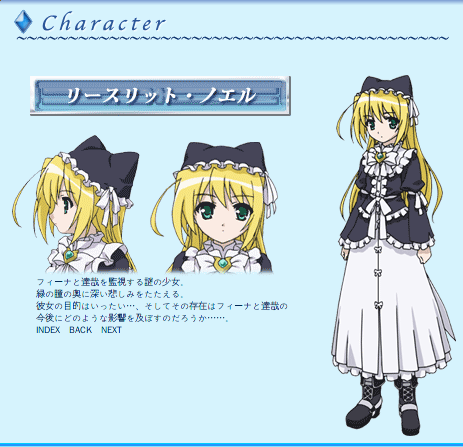 Character
リースリット・ノエル
フィーナと達哉を監視する謎の少女。
緑の瞳の奥に深い悲しみをたたえる。
彼女の目的はいったい…、そしてその存在はフィーナと達哉の
今後にどのような影響を及ぼすのだろうか……。
INDEX BACK NEXT